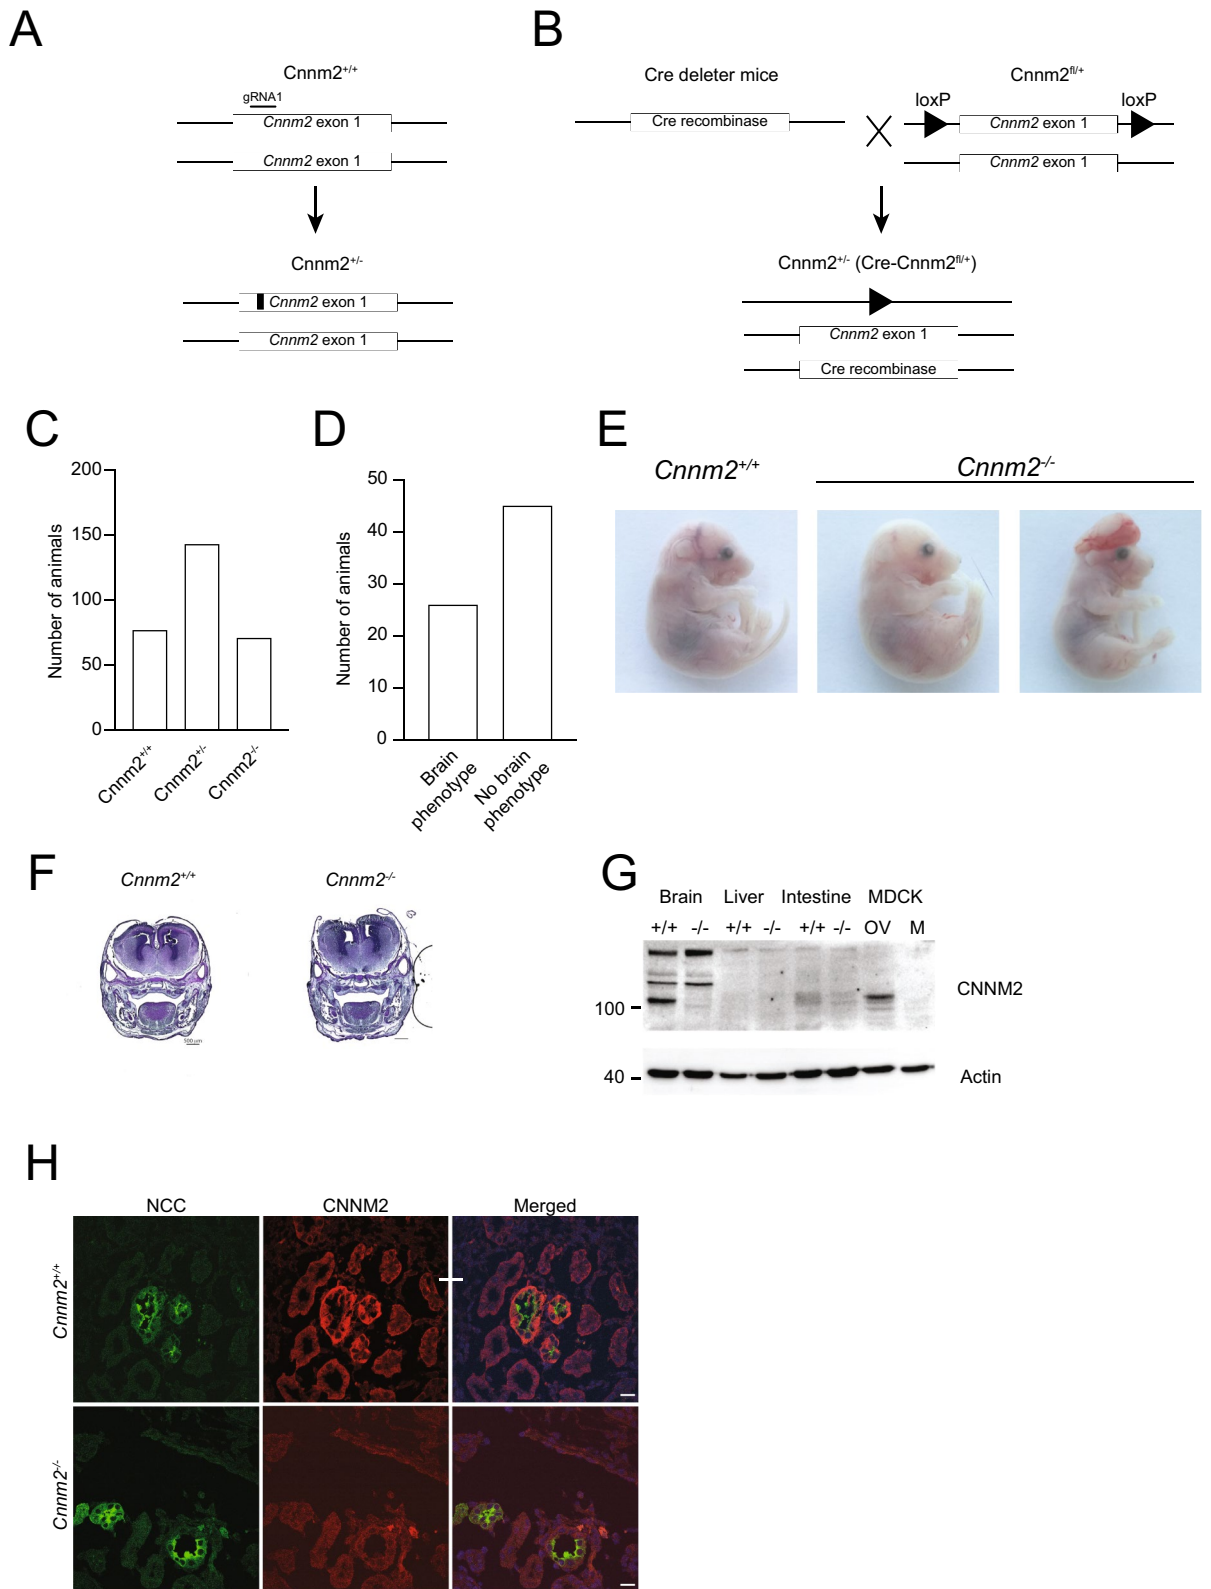 A
Cnnm2+/+
gRNA1
Cnnm2 exon 1
Cnnm2 exon 1
Cnnm2+/-
Cnnm2 exon 1
Cnnm2 exon 1
B
Cre deleter mice
Cnnm2fl/+
loxP
loxP
Cre recombinase
Cnnm2 exon 1
Cnnm2 exon 1
Cnnm2+/- (Cre-Cnnm2fl/+)
Cnnm2 exon 1
Cre recombinase
C
Number of animals
200
150
100
50
0
Cnnm2+/+
Cnnm2+/-
Cnnm2-/-
D
Number of animals
50
40
30
20
10
0
Brain
phenotype
No brain
phenotype
E
Cnnm2+/+
Cnnm2-/-
F
Cnnm2+/+
Cnnm2-/-
500 µm
G
Brain Liver Intestine MDCK
+/+ -/- +/+ -/- +/+ -/- OV M
CNNM2
100
40
Actin
H
NCC CNNM2 Merged
Cnnm2+/+
Cnnm2-/-